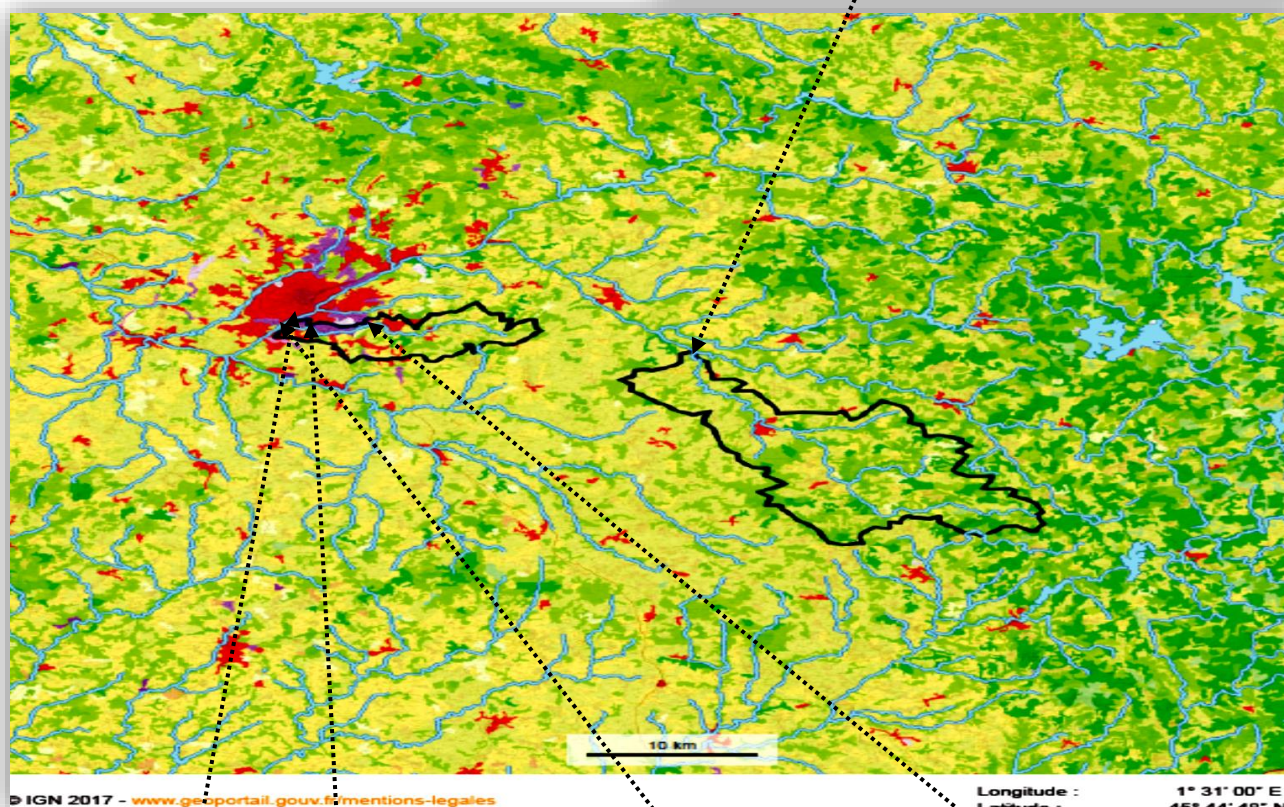 10 km
© IGN 2017 - www.geoportail.gouv.fr/mentions-legales
Longitude : 1° 31' 00" E
Latitude :